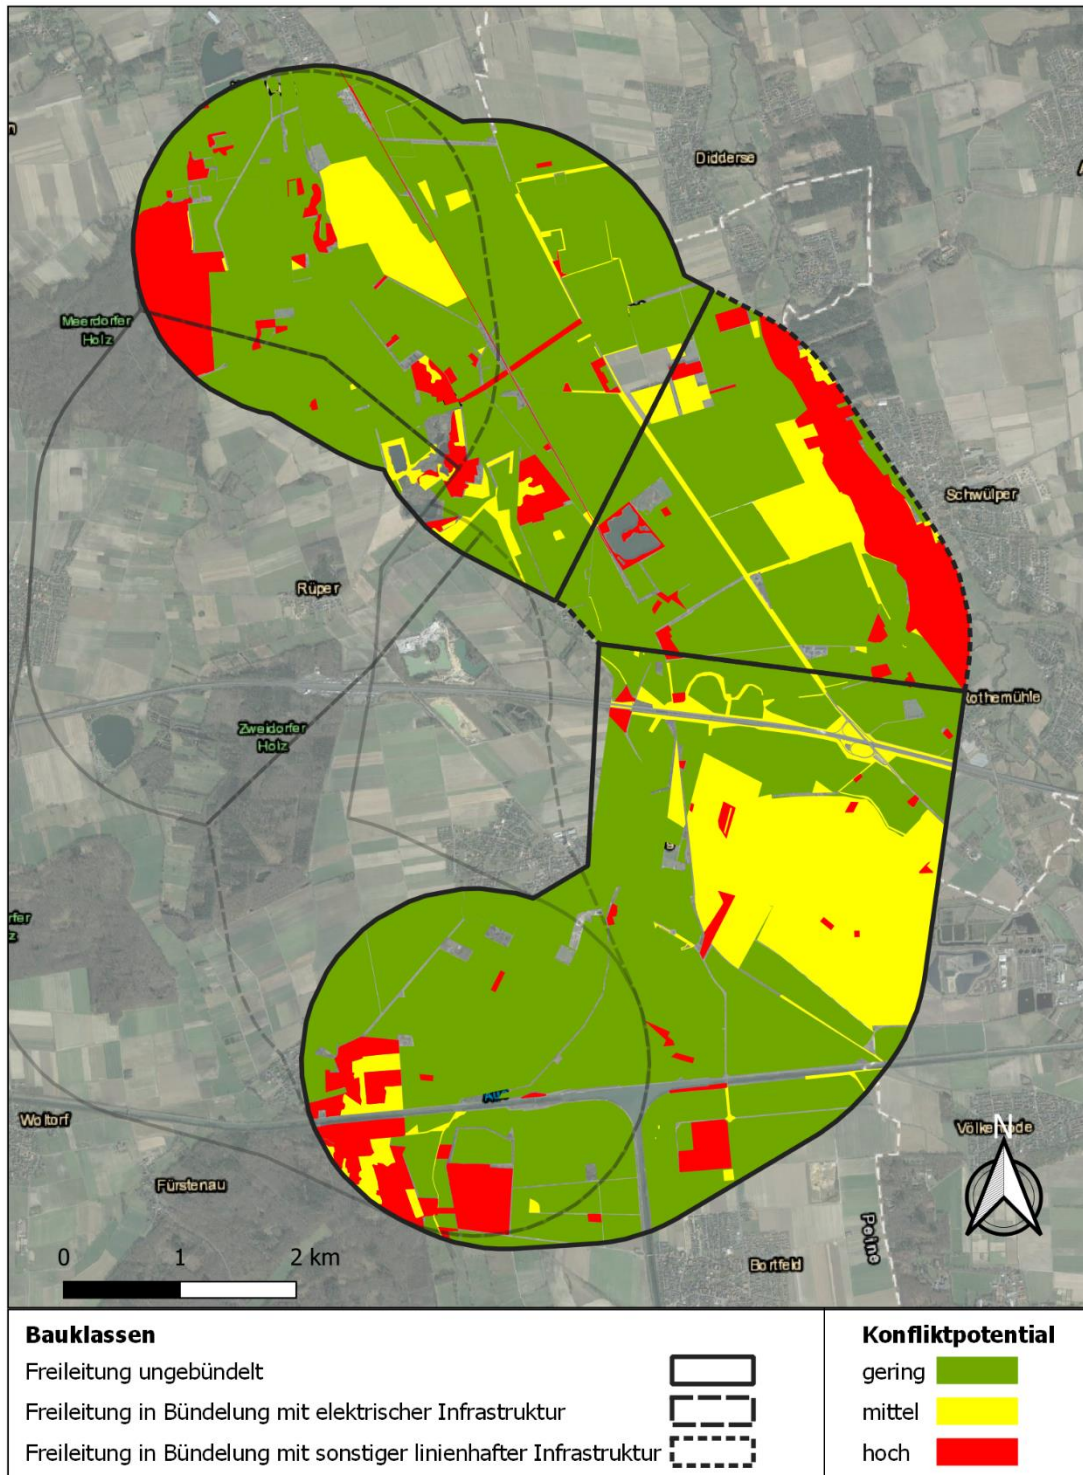 Didderse
Meerdorfer
Holz
Schwülper
Rüper
Rothemühle
Zweidorfer
Holz
Woltorf
Völkenrode
N
Fürstenau
Peine
Bortfeld
0 1 2 km
Bauklassen
Freileitung ungebündelt
Freileitung in Bündelung mit elektrischer Infrastruktur
Freileitung in Bündelung mit sonstiger linienhafter Infrastruktur
Konfliktpotential
gering
mittel
hoch